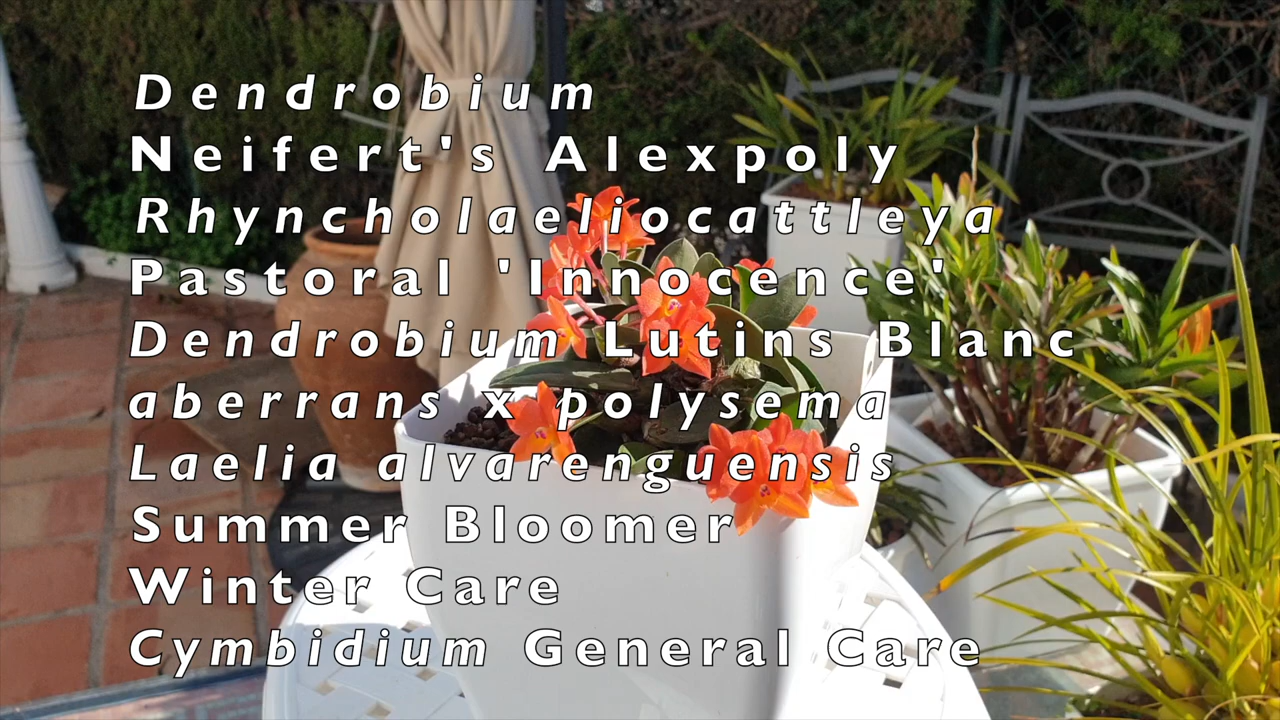 Dendrobium
Neifert's Alexpoly
Rhyncholaeliocattleya
Pastoral 'Innocence'
Dendrobium Lutins Blanc
aberrans x polysema
Laelia alvarenguensis
Summer Bloomer
Winter Care
Cymbidium General Care